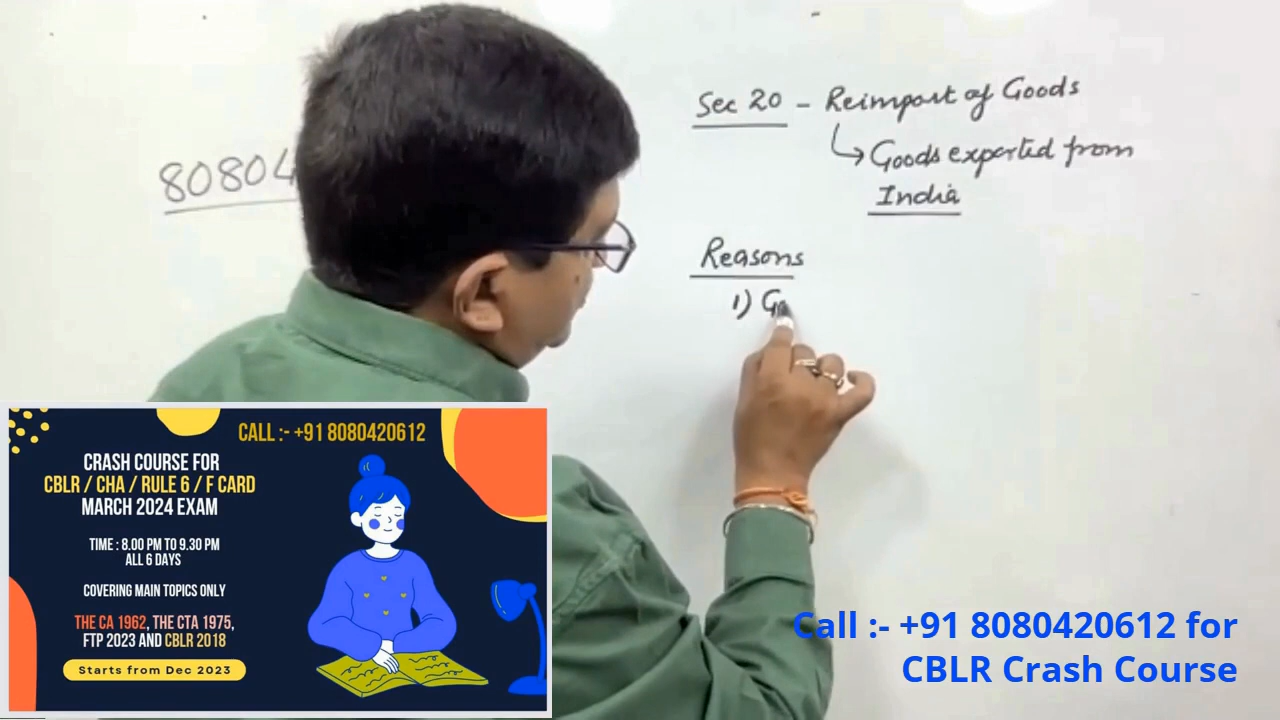 80804
Sec 20 - Reimport of Goods
Goods exported from
India
Reasons
1)
CALL :- +91 8080420612
CRASH COURSE FOR
CBLR / CHA / RULE 6 / F CARD
MARCH 2024 EXAM
TIME : 8.00 PM TO 9.30 PM
ALL 6 DAYS
COVERING MAIN TOPICS ONLY
THE CA 1962, THE CTA 1975,
FTP 2023 AND CBLR 2018
Starts from Dec 2023
Call :- +91 8080420612 for
CBLR Crash Course